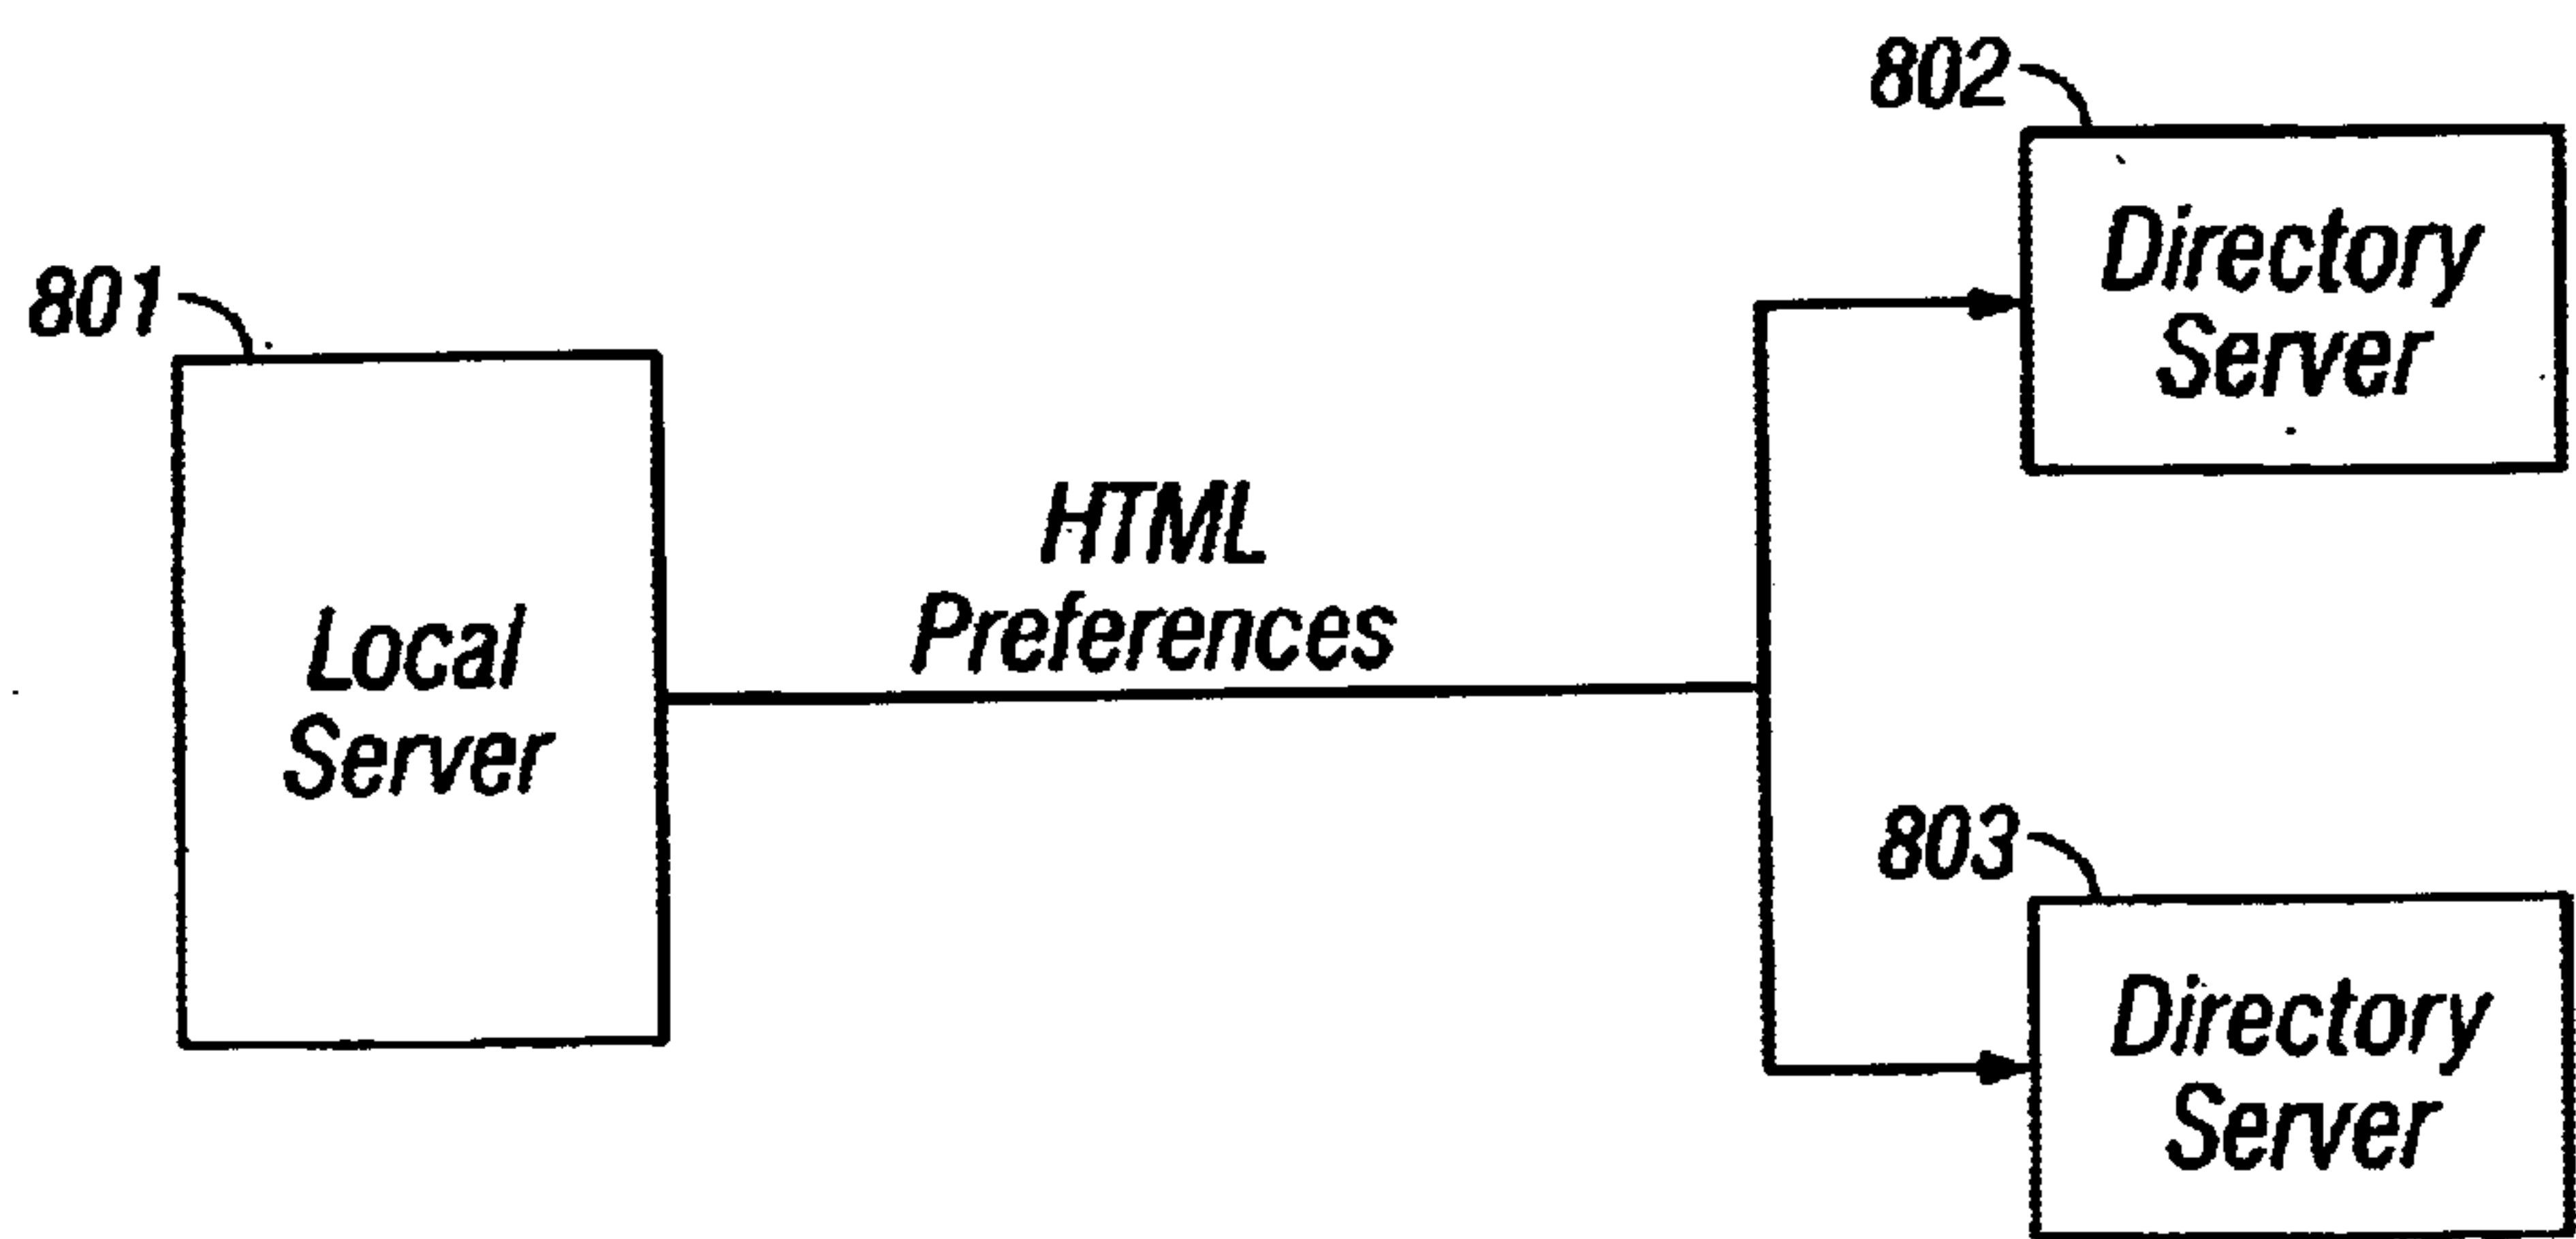 802
Directory
Server
801
HTML
Preferences
Local
Server
803
Directory
Server